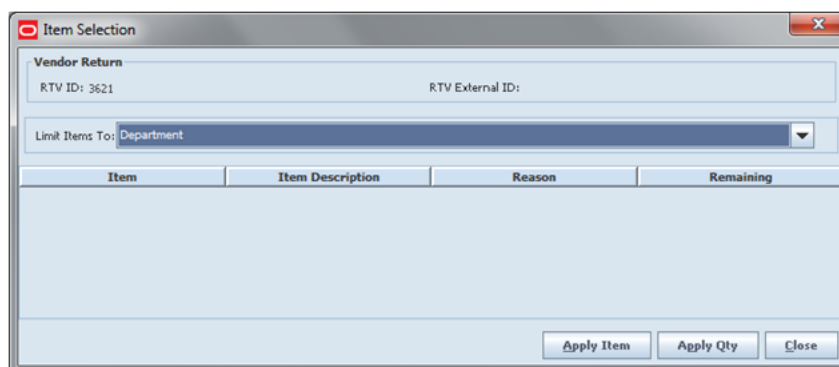 Item Selection
Vendor Return
RTV ID: 3621 RTV External ID:
Limit Items To: Department
Item Item Description Reason Remaining
Apply Item Apply Qty Close